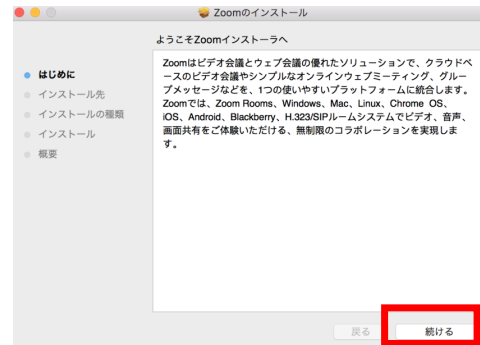 Zoomのインストール
ようこそZoomインストーラへ
はじめに
インストール先
インストールの種類
インストール
概要
Zoomはビデオ会議とウェブ会議の優れたソリューションで、クラウドベ
ースのビデオ会議やシンプルなオンラインウェブミーティング、グルー
プメッセージなどを、1つの使いやすいプラットフォームに統合します。
Zoomでは、Zoom Rooms、Windows、Mac、Linux、Chrome OS、
iOS、Android、Blackberry、H.323/SIPルームシステムでビデオ、音声、
画面共有をご体験いただける、無制限のコラボレーションを実現しま
す。
戻る
続ける